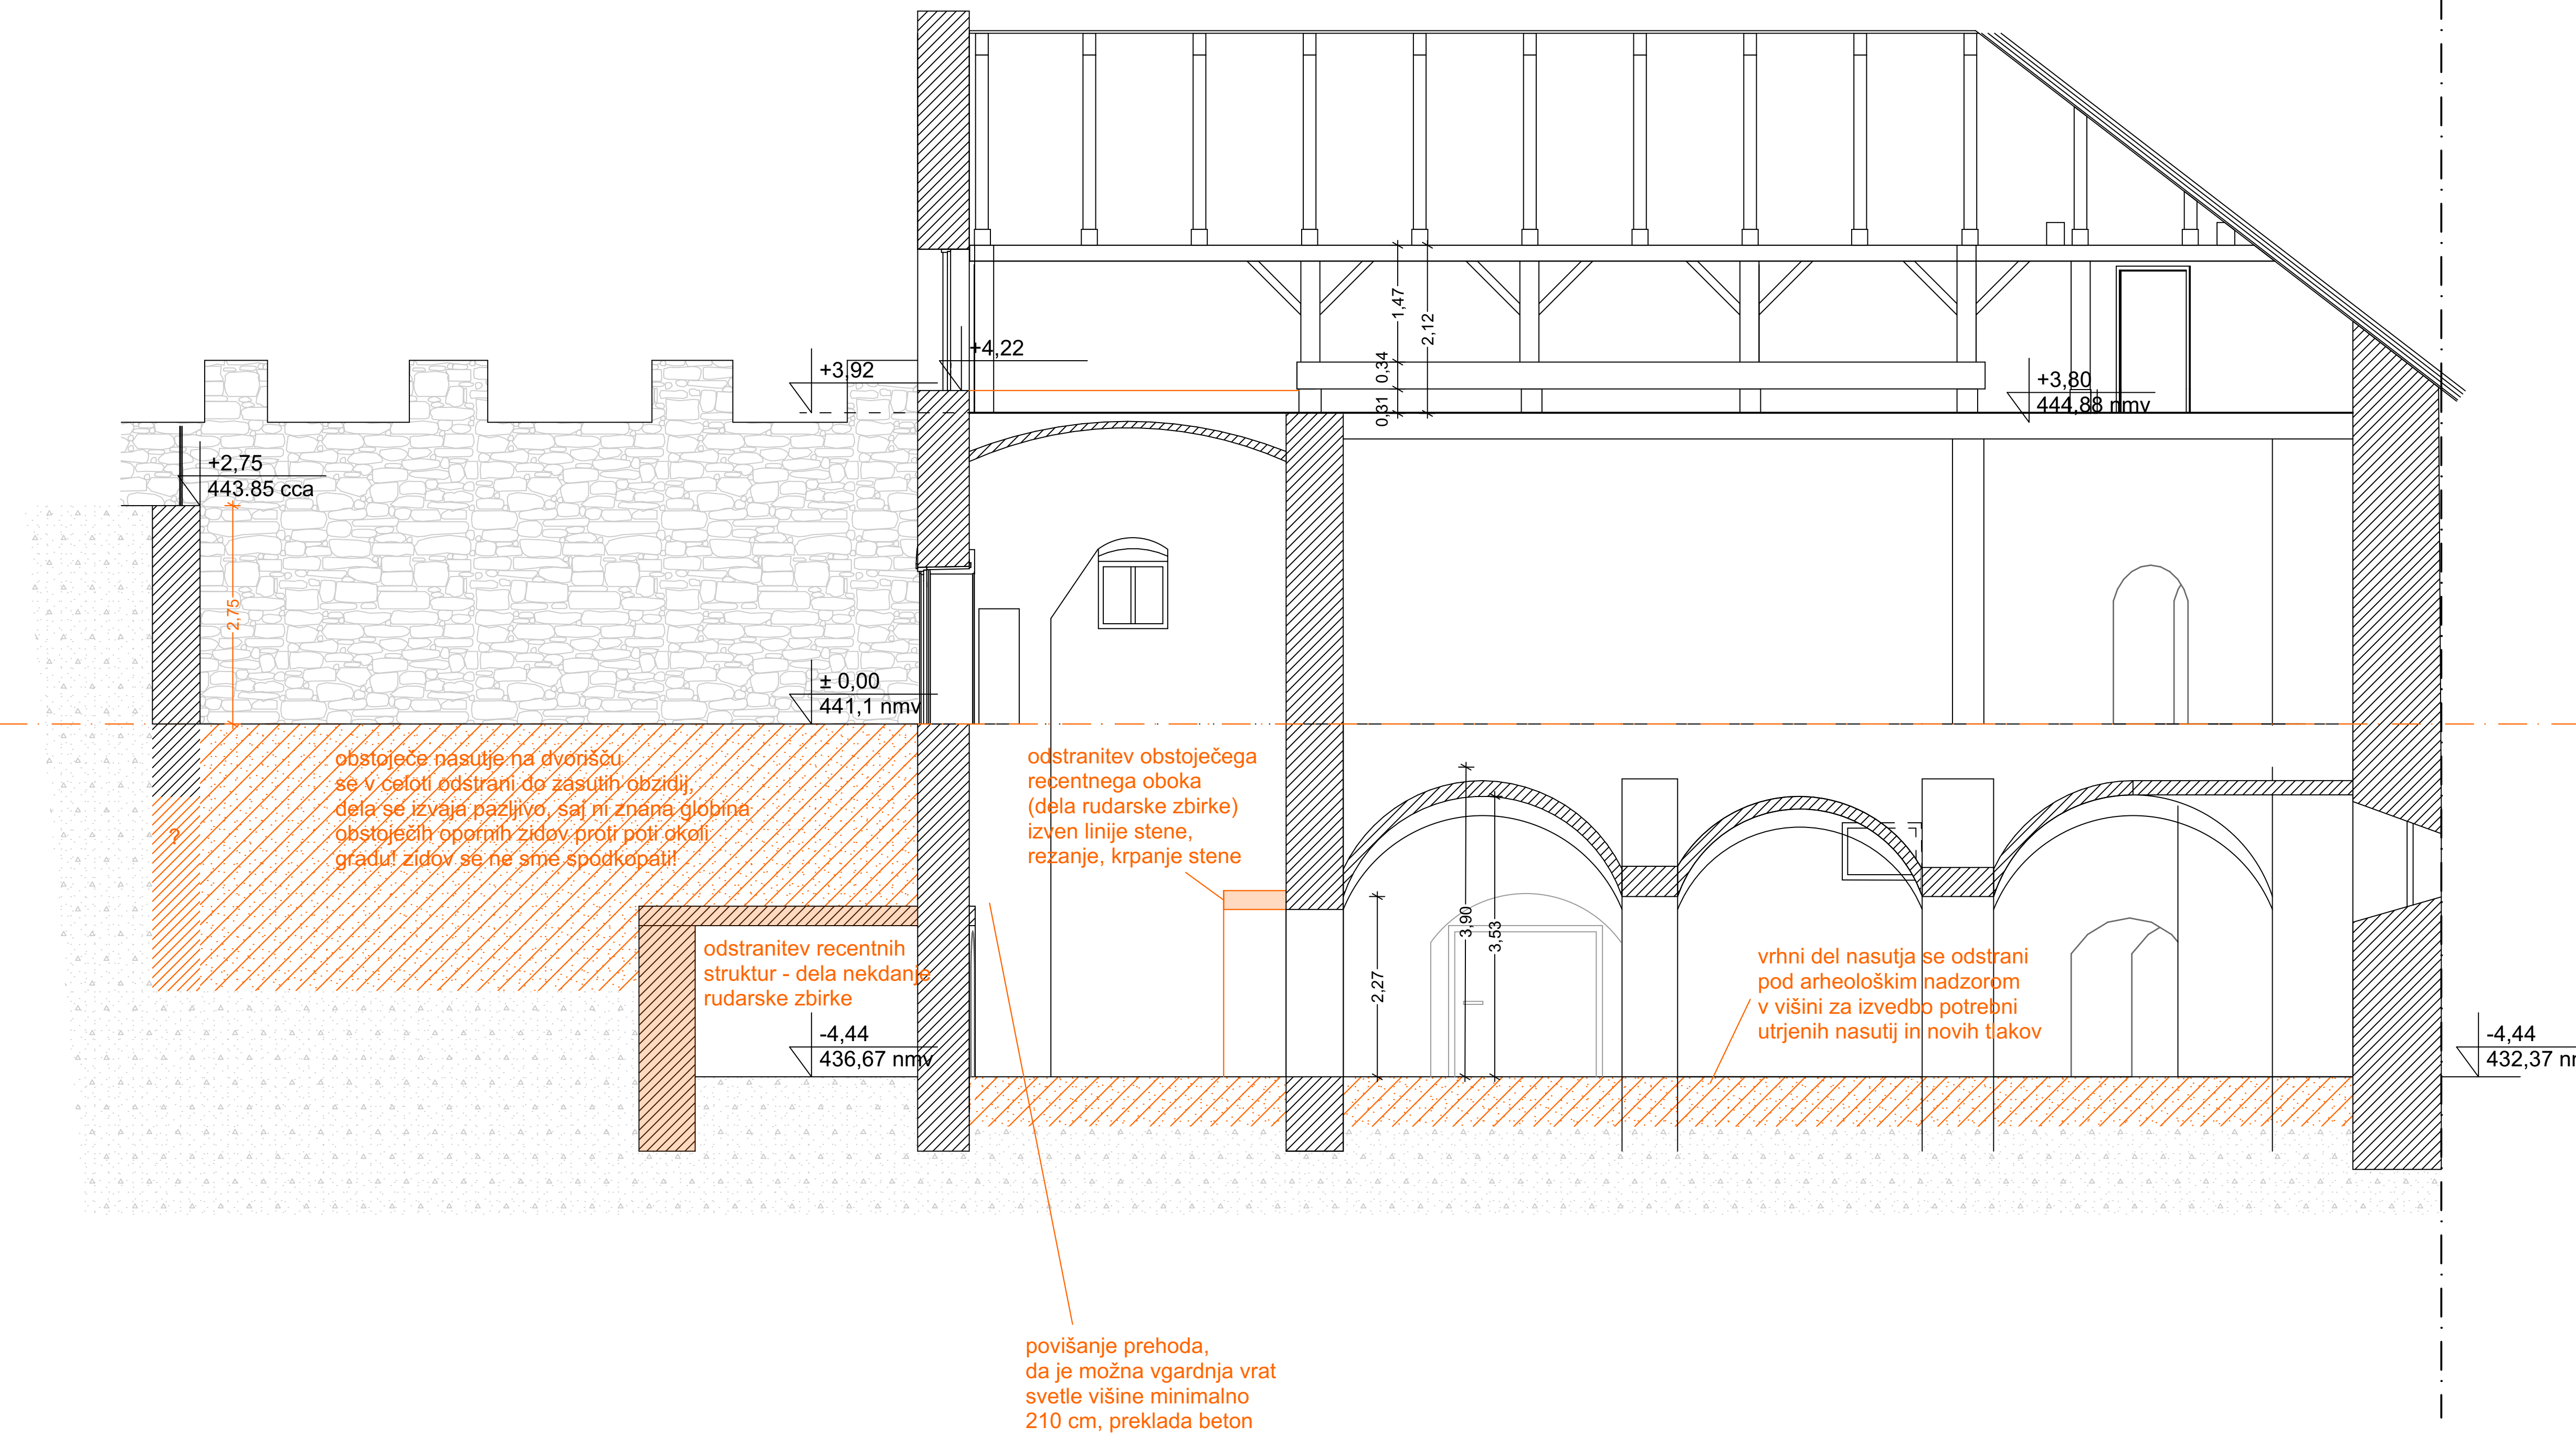 +4,22
+3,92
1,47
2,12
0,34
0,31
+3,80
444,88 nmv
+2,75
443.85 cca
2,75
± 0,00
441,1 nmv
obstoječe nasutje na dvorišču
se v celoti odstrani do zasutih obzidij,
dela se izvaja pazljivo, saj ni znana globina
obstoječih opornih zidov proti poti okoli
gradu! zidov se ne sme spodkopati!
?
odstranitev obstoječega
recentnega oboka
(dela rudarske zbirke)
izven linije stene,
rezanje, krpanje stene
odstranitev recentnih
struktur - dela nekdanje
rudarske zbirke
-4,44
436,67 nmv
2,27
3,90
3,53
vrhni del nasutja se odstrani
pod arheološkim nadzorom
v višini za izvedbo potrebni
utrjenih nasutij in novih tlakov
-4,44
432,37 nm
povišanje prehoda,
da je možna vgardnja vrat
svetle višine minimalno
210 cm, preklada beton